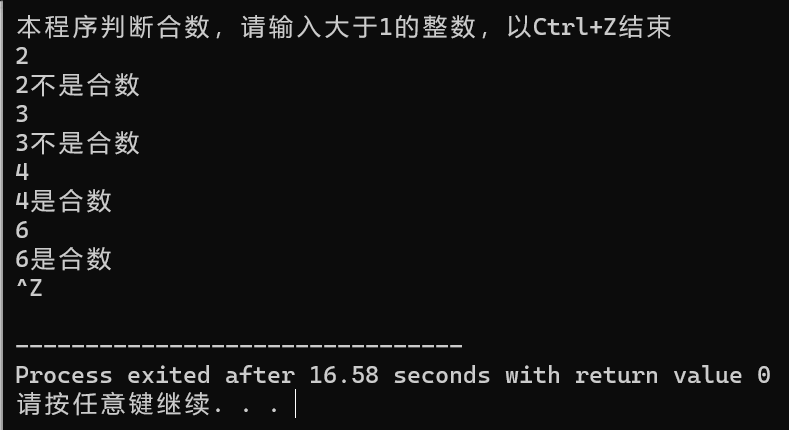 本程序判断合数，请输入大于1的整数，以Ctrl+Z结束
2
2不是合数
3
3不是合数
4
4是合数
6
6是合数
^Z
--------------------------------
Process exited after 16.58 seconds with return value 0
请按任意键继续. . .